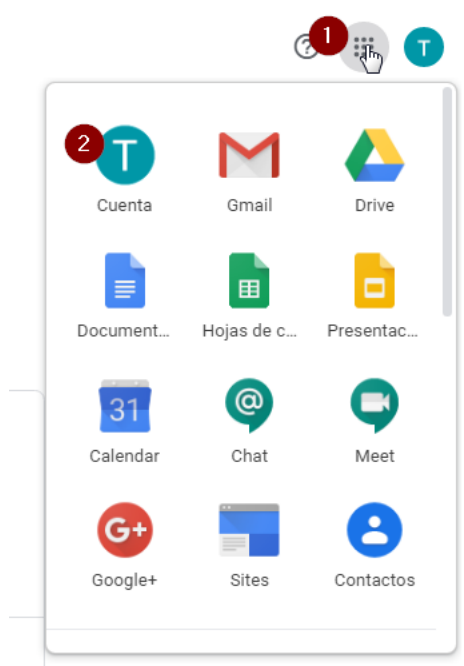 ? 1 T
2 T
Cuenta Gmail Drive
Document... Hojas de c... Presentac...
31 @
Calendar Chat Meet
G+
Google+ Sites Contactos